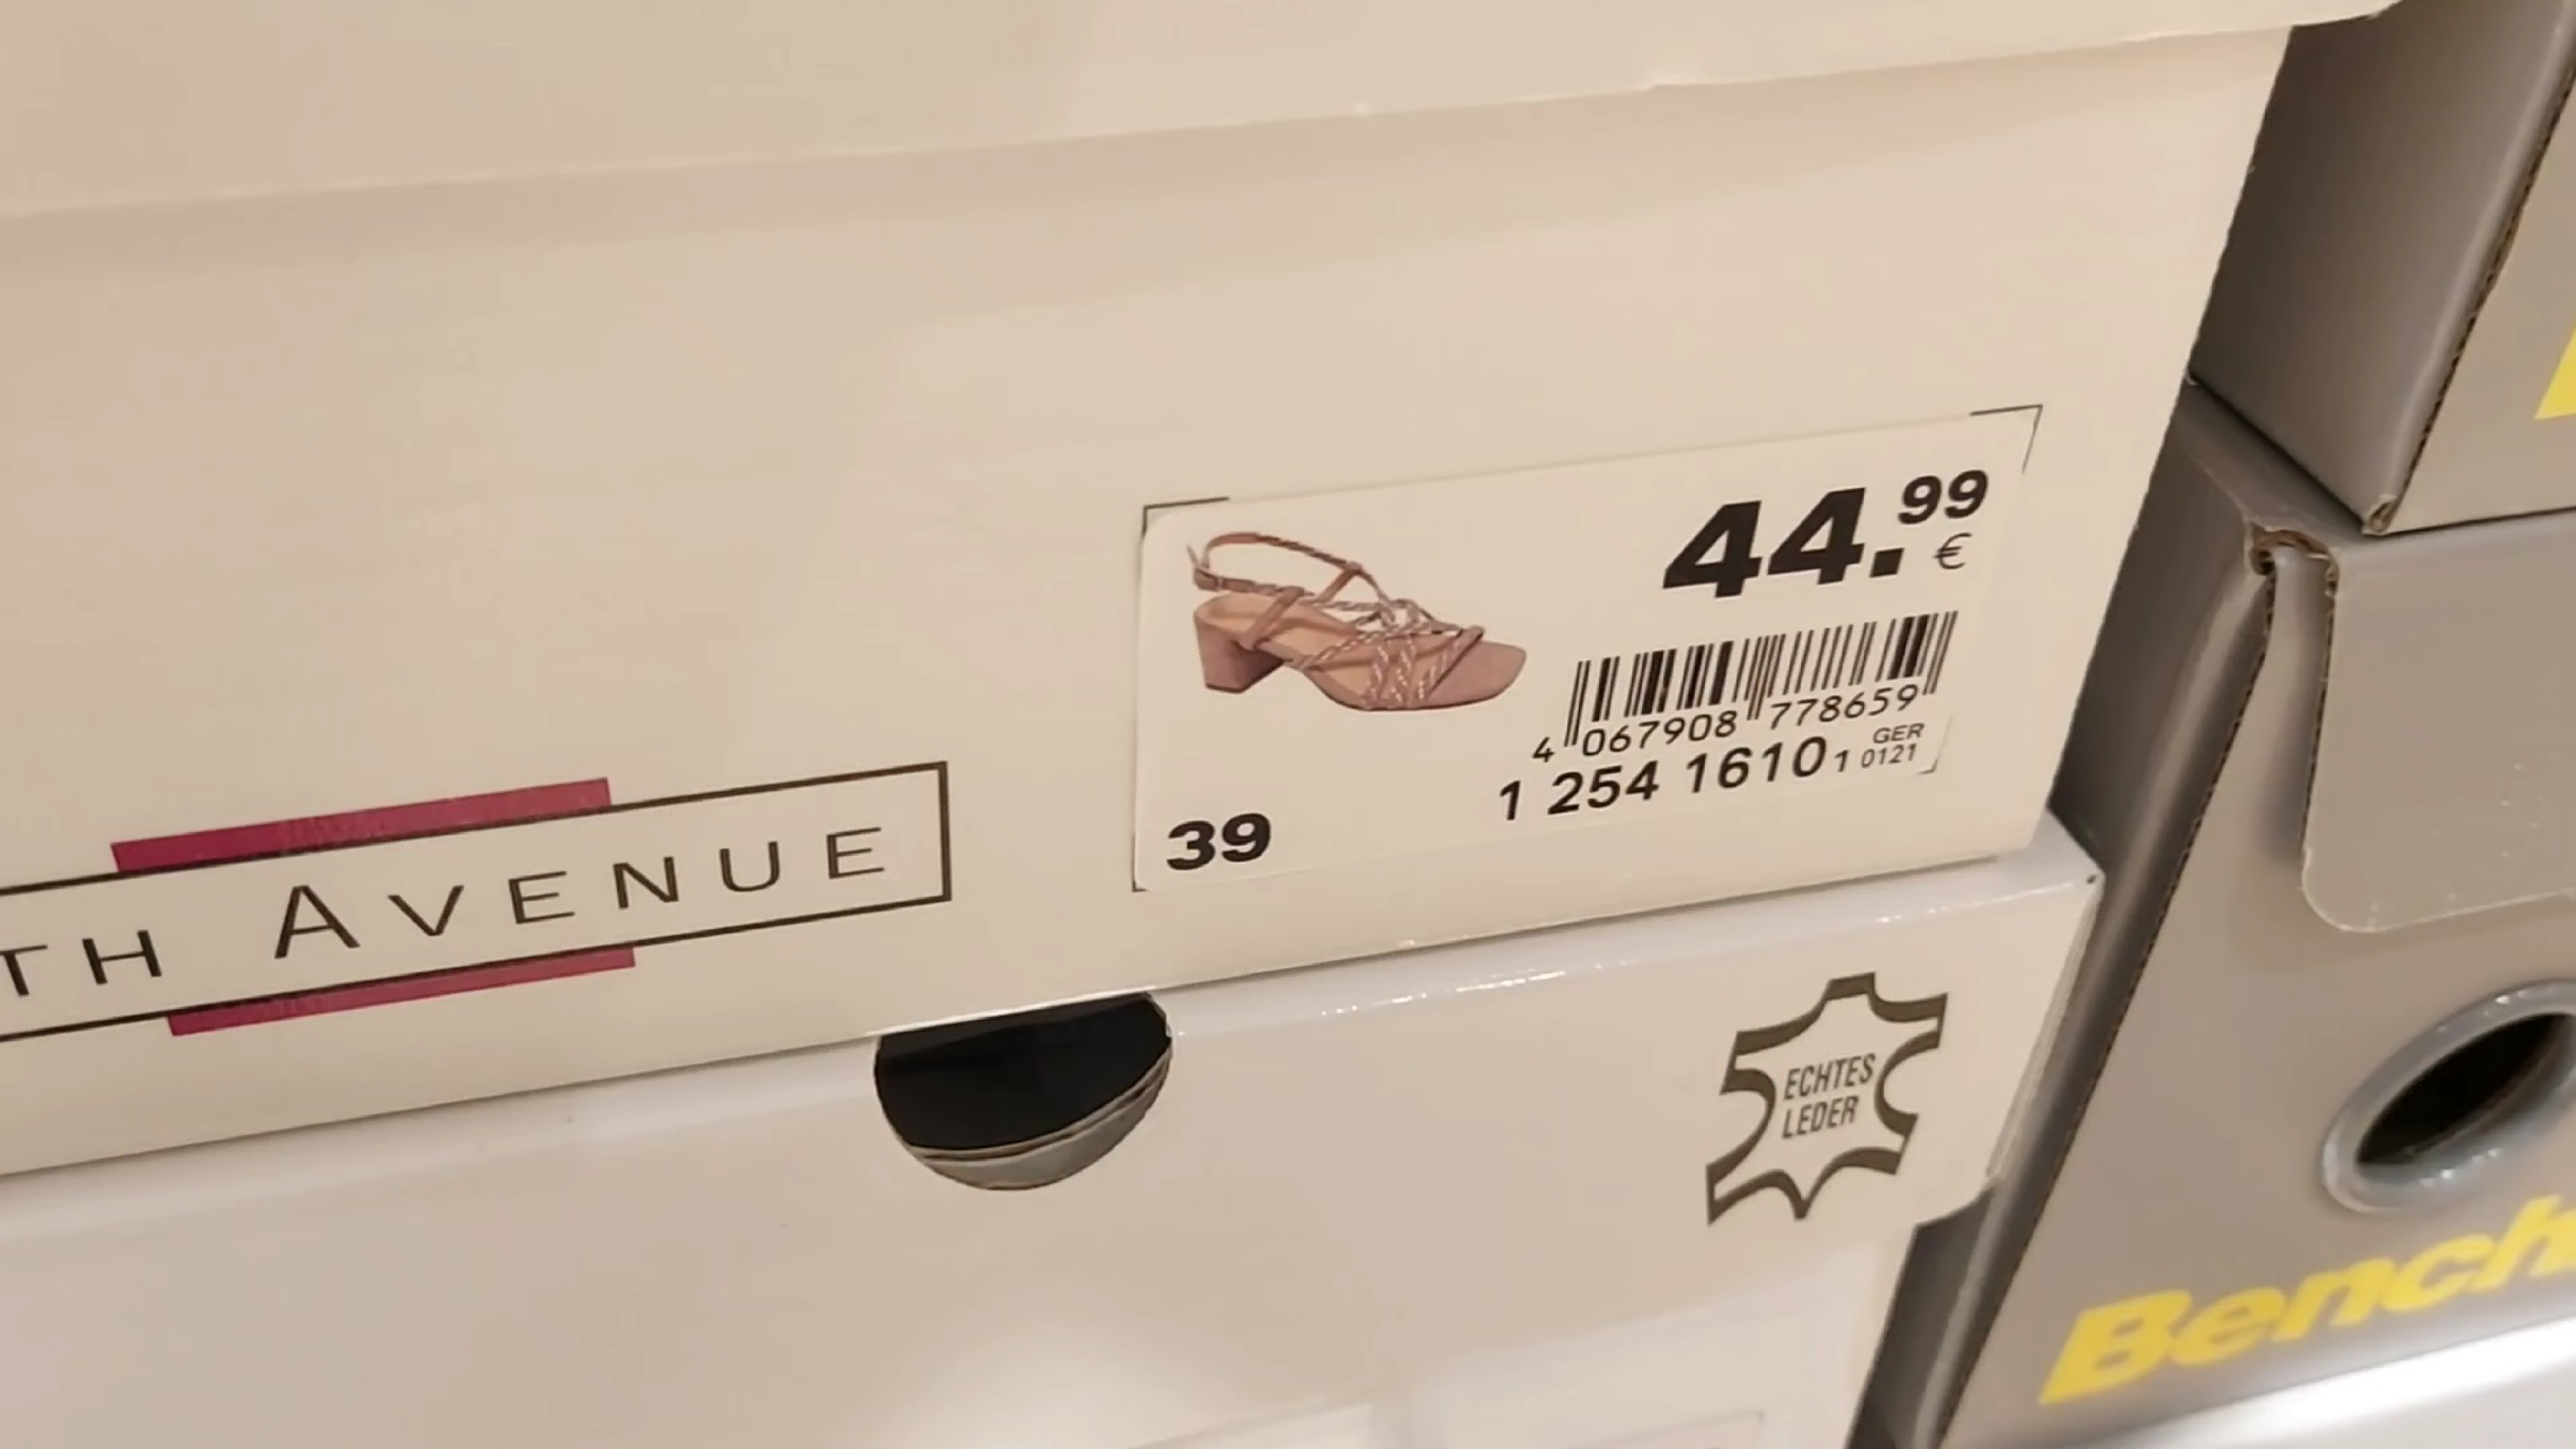 44.99
€
4 067908 778659
1 254 1610 1
GER
0121
39
TH AVENUE
ECHTES
LEDER
Bench